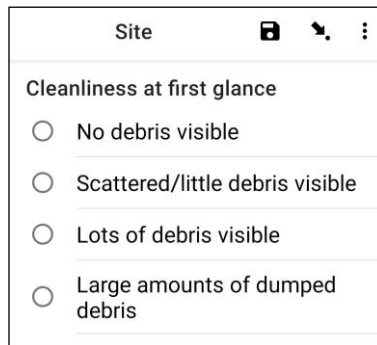 Site
Cleanliness at first glance
No debris visible
Scattered/little debris visible
Lots of debris visible
Large amounts of dumped
debris